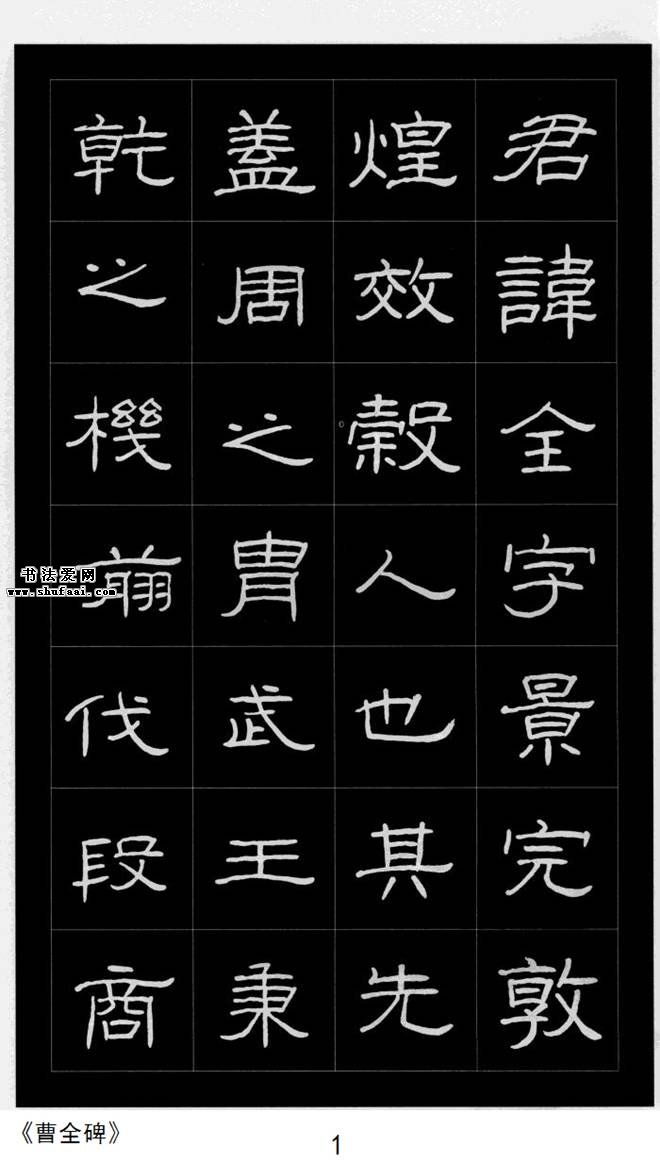 君諱全字景完敦
煌效穀人也其先
蓋周之胄武王秉
乾之機翦伐殷商
书法爱网
www.shufaai.com
《曹全碑》
1